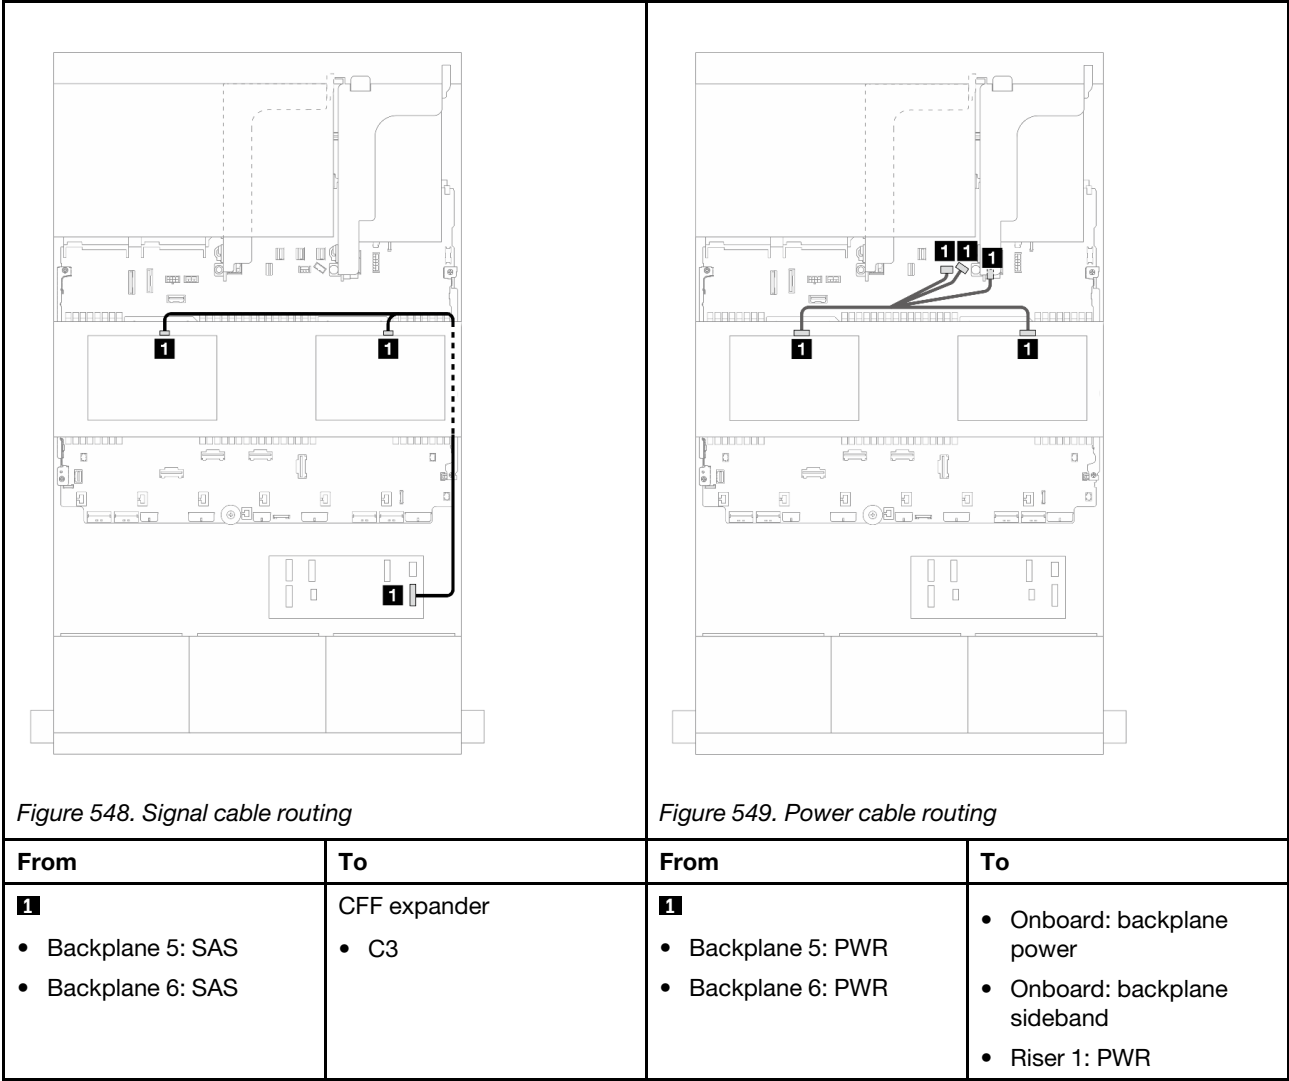 1
1
1
Figure 548. Signal cable routing
1 1 1
1
1
Figure 549. Power cable routing
From
To
From
To
1
• Backplane 5: SAS
• Backplane 6: SAS
CFF expander
• C3
1
• Backplane 5: PWR
• Backplane 6: PWR
• Onboard: backplane
power
• Onboard: backplane
sideband
• Riser 1: PWR